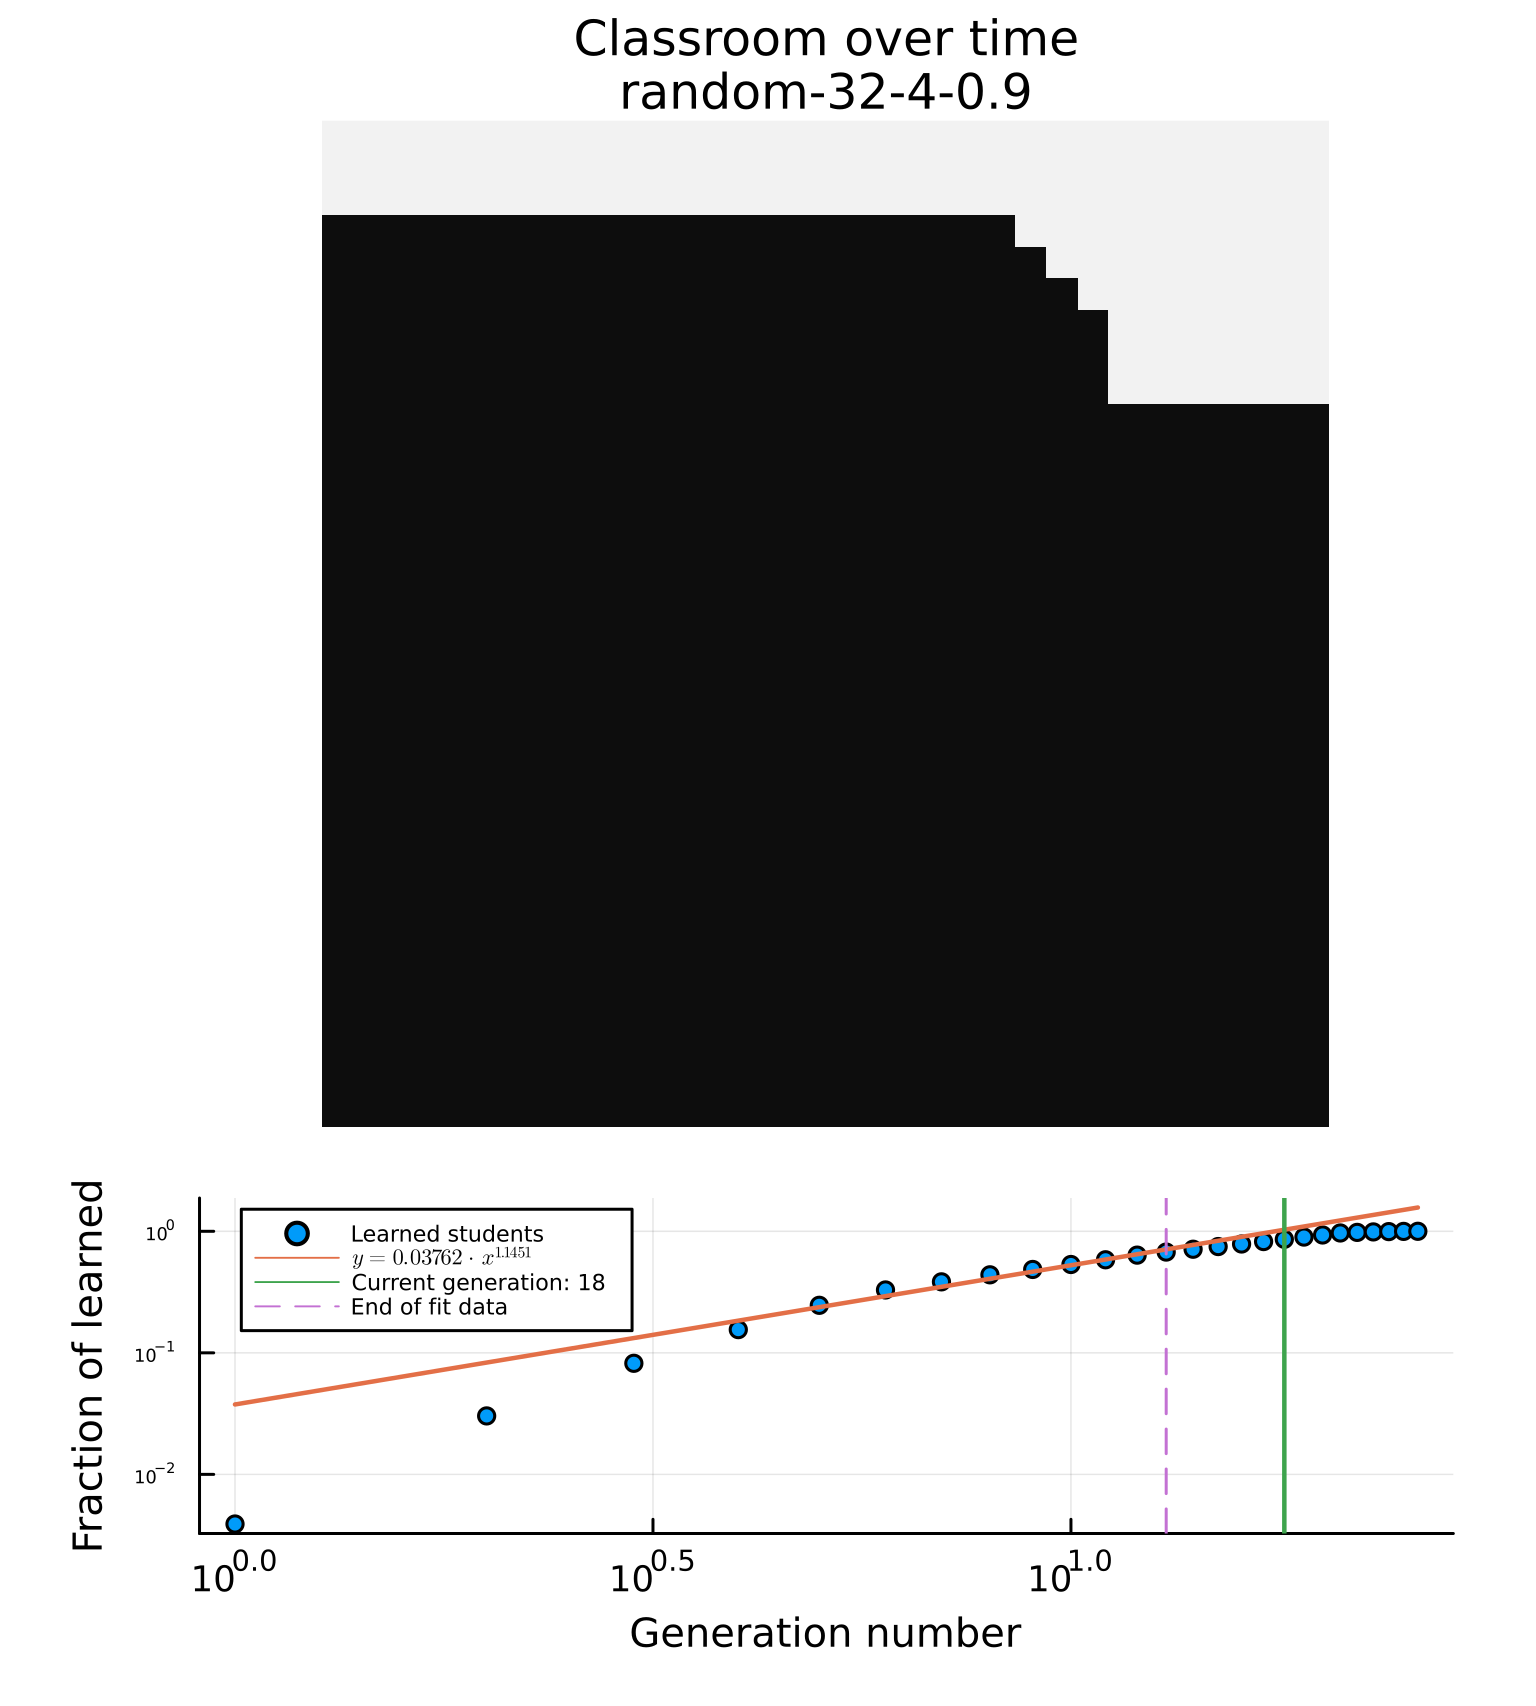 Classroom over time
random-32-4-0.9
Fraction of learned
10^0
10^-1
10^-2
Learned students
y = 0.03762 · x^1.1451
Current generation: 18
End of fit data
10^0.0 10^0.5 10^1.0
Generation number